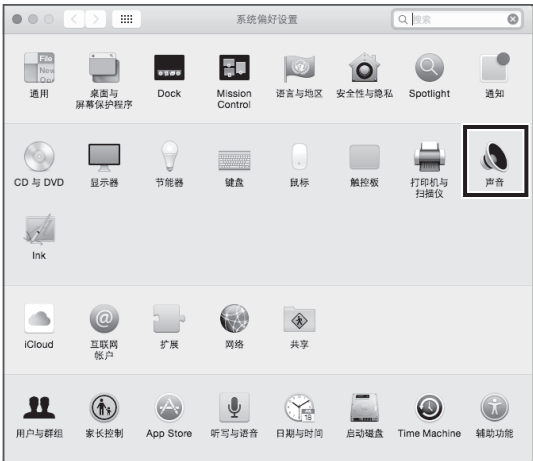 系统偏好设置
搜索
File
New
Ope
通用
桌面与
屏幕保护程序
Dock
Mission
Control
语言与地区
安全性与隐私
Spotlight
通知
CD 与 DVD
显示器
节能器
键盘
鼠标
触控板
打印机与
扫描仪
声音
Ink
iCloud
互联网
帐户
扩展
网络
共享
用户与群组
家长控制
App Store
听写与语音
日期与时间
18
启动磁盘
Time Machine
辅助功能